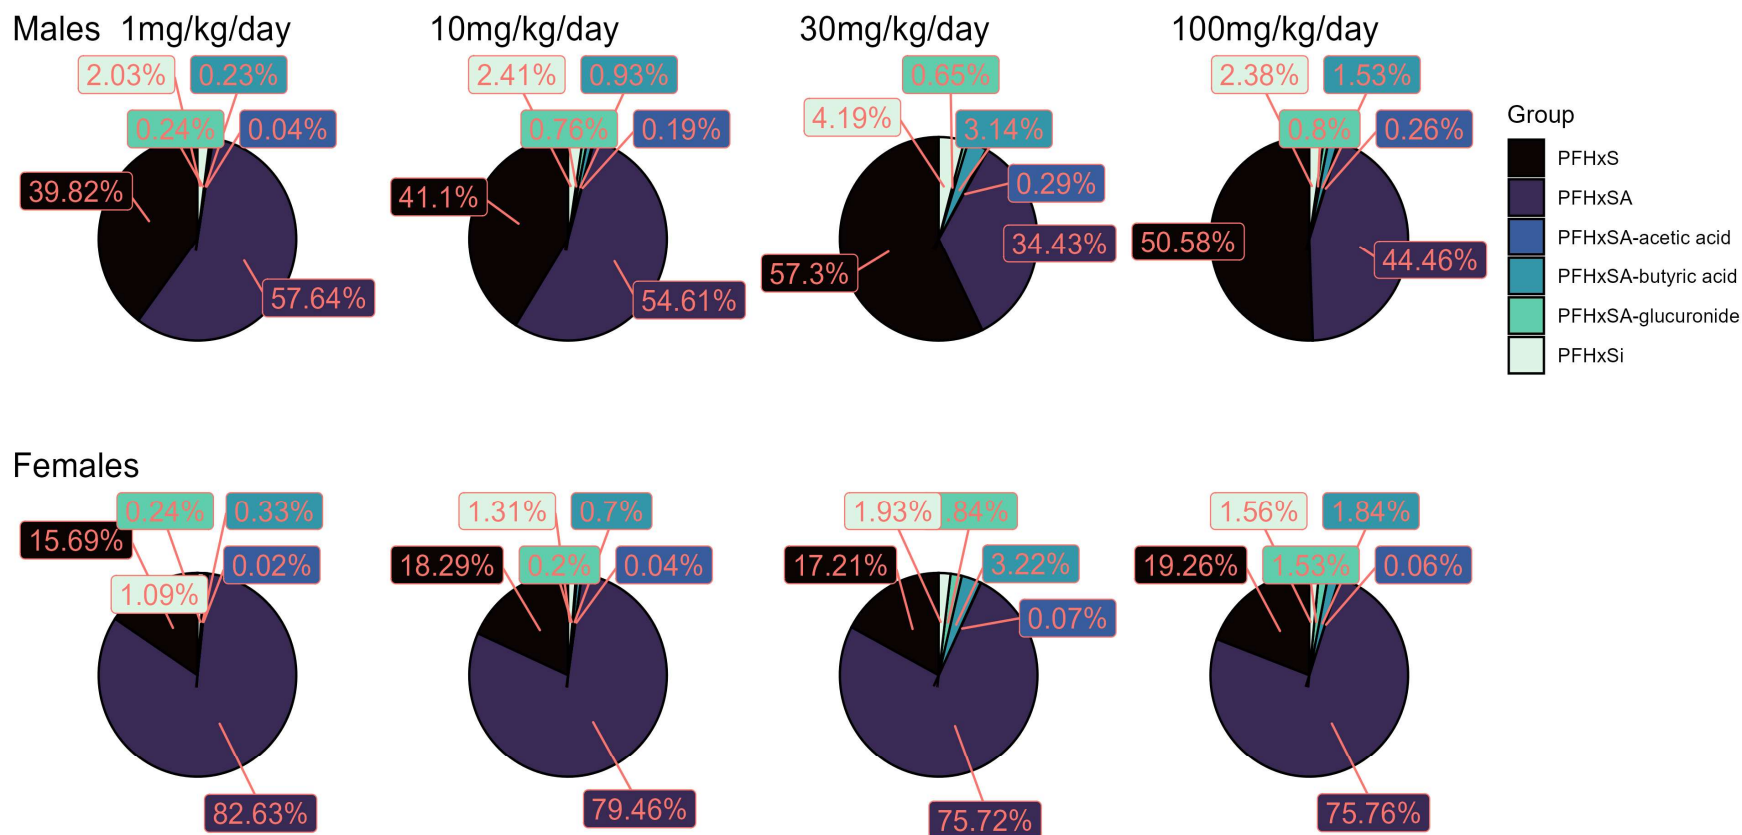 Males 1mg/kg/day 10mg/kg/day 30mg/kg/day 100mg/kg/day
2.03% 0.23% 2.41% 0.93% 0.65% 2.38% 1.53%
0.24% 0.04% 0.76% 0.19% 4.19% 3.14% 0.8% 0.26%
39.82% 41.1% 0.29%
57.64% 54.61% 57.3% 34.43% 50.58% 44.46%
Group
PFHxS
PFHxSA
PFHxSA-acetic acid
PFHxSA-butyric acid
PFHxSA-glucuronide
PFHxSi
Females
0.24% 0.33% 1.31% 0.7% 1.93% .84% 1.56% 1.84%
15.69% 0.02% 18.29% 0.2% 0.04% 17.21% 3.22% 19.26% 1.53% 0.06%
1.09% 0.07%
82.63% 79.46% 75.72% 75.76%